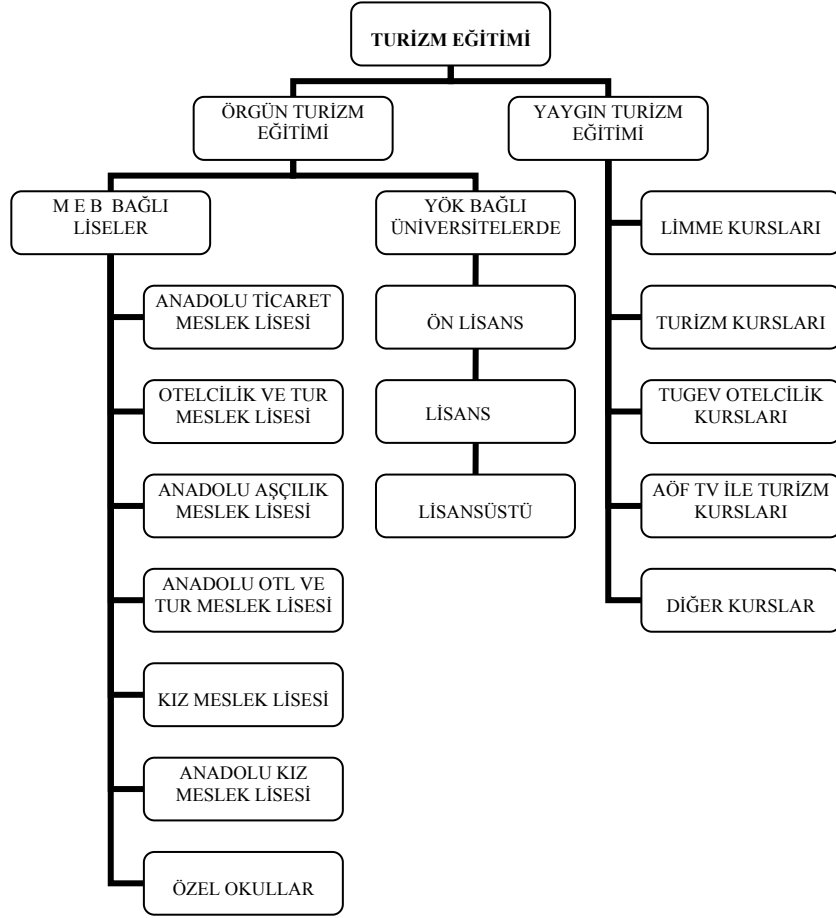 TURİZM EĞİTİMİ
ÖRGÜN TURİZM
EĞİTİMİ
YAYGIN TURİZM
EĞİTİMİ
M E B BAĞLI
LİSELER
YÖK BAĞLI
ÜNİVERSİTELERDE
LİMME KURSLARI
ANADOLU TİCARET
MESLEK LİSESİ
ÖN LİSANS
TURİZM KURSLARI
OTELCİLİK VE TUR
MESLEK LİSESİ
LİSANS
TUGEV OTELCİLİK
KURSLARI
ANADOLU AŞÇILIK
MESLEK LİSESİ
LİSANSÜSTÜ
AÖF TV İLE TURİZM
KURSLARI
ANADOLU OTL VE
TUR MESLEK LİSESİ
DİĞER KURSLAR
KIZ MESLEK LİSESİ
ANADOLU KIZ
MESLEK LİSESİ
ÖZEL OKULLAR